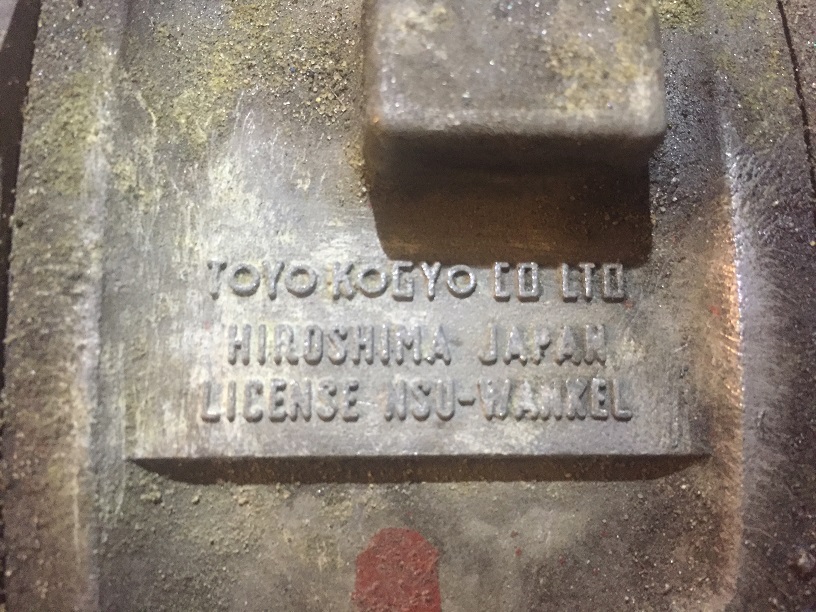 TOYO KOGYO CO LTD
HIROSHIMA JAPAN
LICENSE NSU-WANKEL